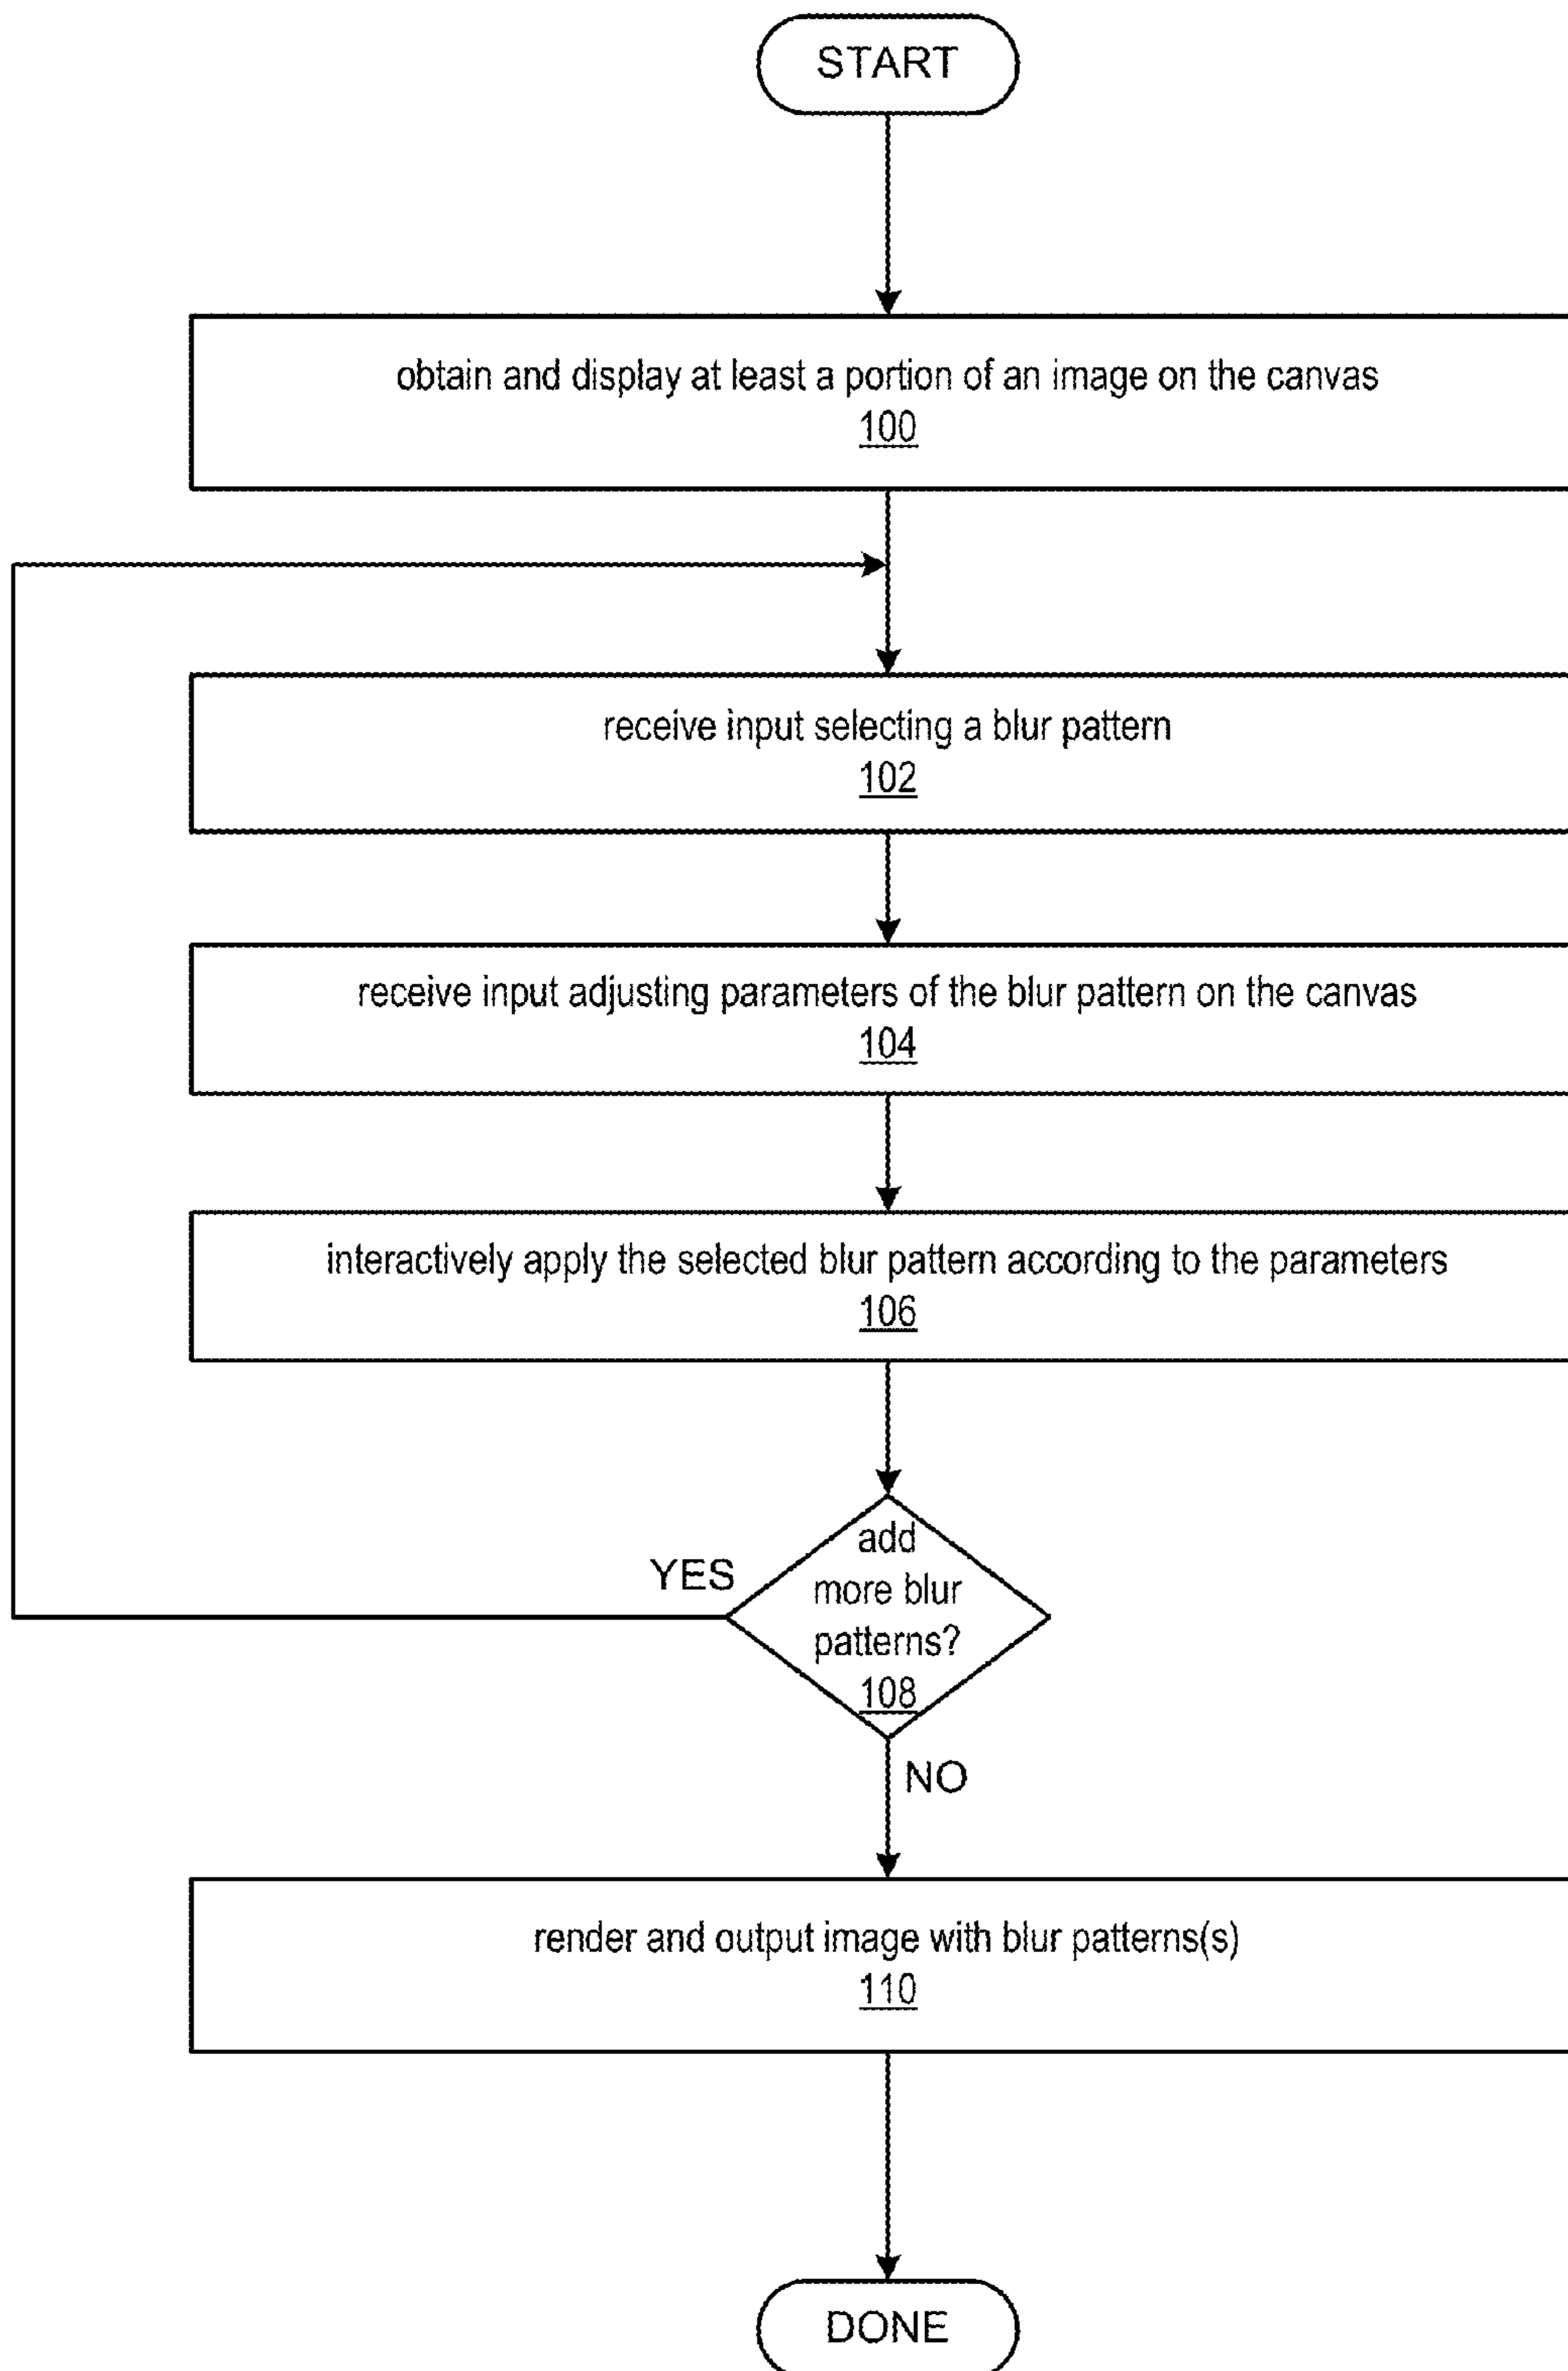 START
obtain and display at least a portion of an image on the canvas
100
receive input selecting a blur pattern
102
receive input adjusting parameters of the blur pattern on the canvas
104
interactively apply the selected blur pattern according to the parameters
106
add
more blur
patterns?
108
YES
NO
render and output image with blur patterns(s)
110
DONE